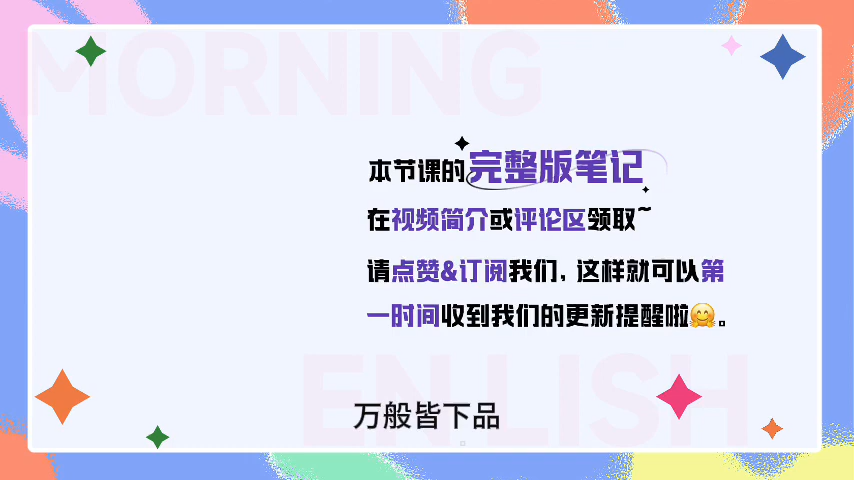 MORNING
本节课的完整版笔记
在视频简介或评论区领取~
请点赞&订阅我们，这样就可以第
一时间收到我们的更新提醒啦🤗。
EN LISH
万般皆下品